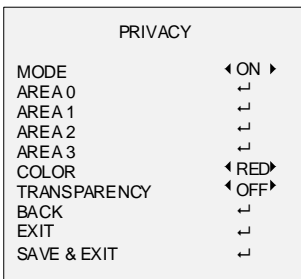 PRIVACY
MODE ON
AREA 0 ↵
AREA 1 ↵
AREA 2 ↵
AREA 3 ↵
COLOR RED
TRANSPARENCY OFF
BACK ↵
EXIT ↵
SAVE & EXIT ↵